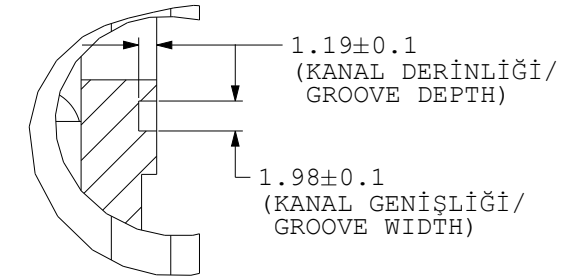 1.19±0.1
(KANAL DERİNLİĞİ/
GROOVE DEPTH)
1.98±0.1
(KANAL GENİŞLİĞİ/
GROOVE WIDTH)